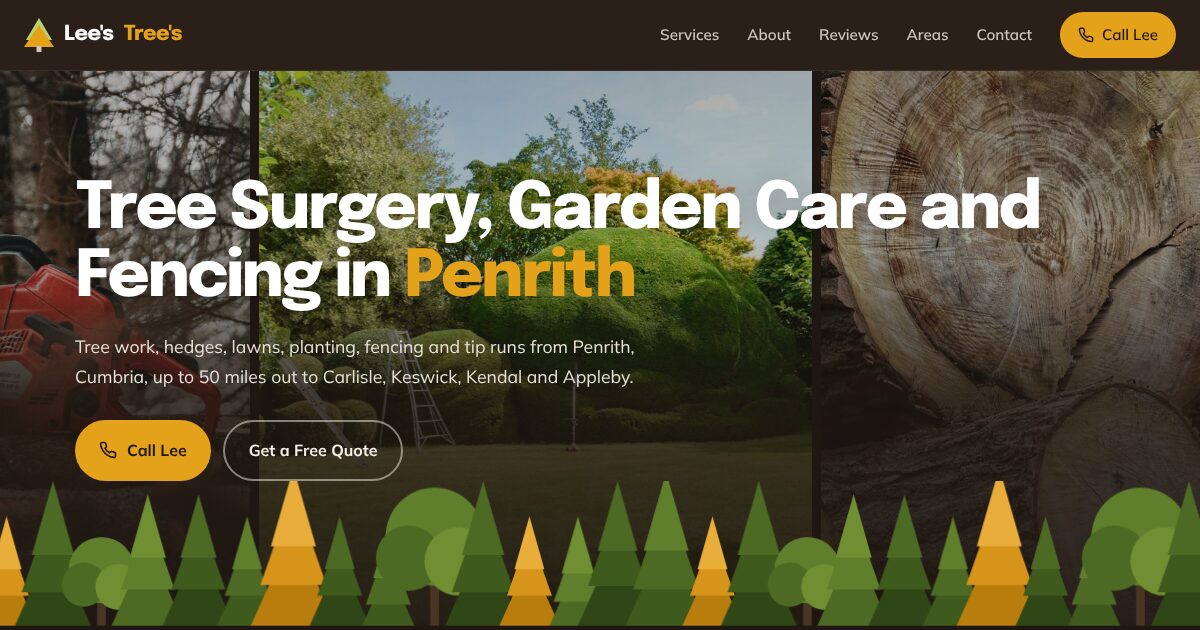 Lee's Tree's
Services About Reviews Areas Contact Call Lee
Tree Surgery, Garden Care and
Fencing in Penrith
Tree work, hedges, lawns, planting, fencing and tip runs from Penrith,
Cumbria, up to 50 miles out to Carlisle, Keswick, Kendal and Appleby.
Call Lee Get a Free Quote